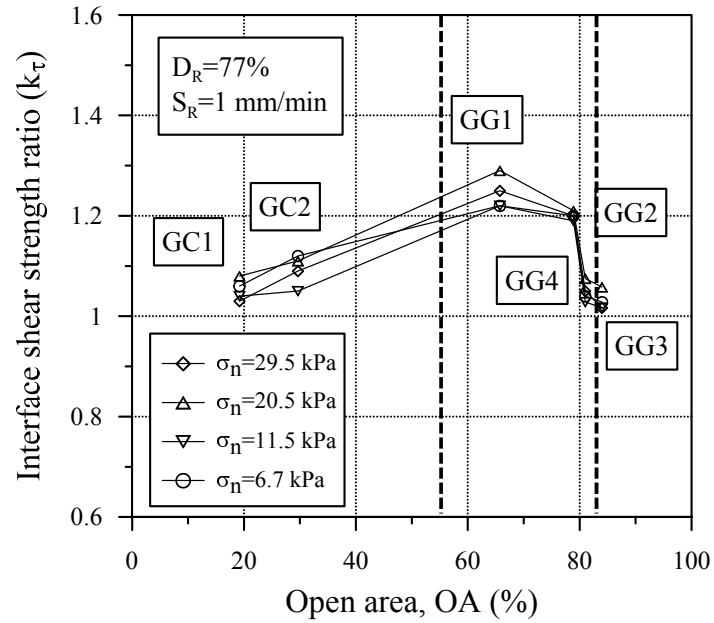 Interface shear strength ratio (kτ)
1.6
1.4
1.2
1
0.8
0.6
DR=77%
SR=1 mm/min
GG1
GC2
GC1
GG2
GG4
GG3
σn=29.5 kPa
σn=20.5 kPa
σn=11.5 kPa
σn=6.7 kPa
0 20 40 60 80 100
Open area, OA (%)